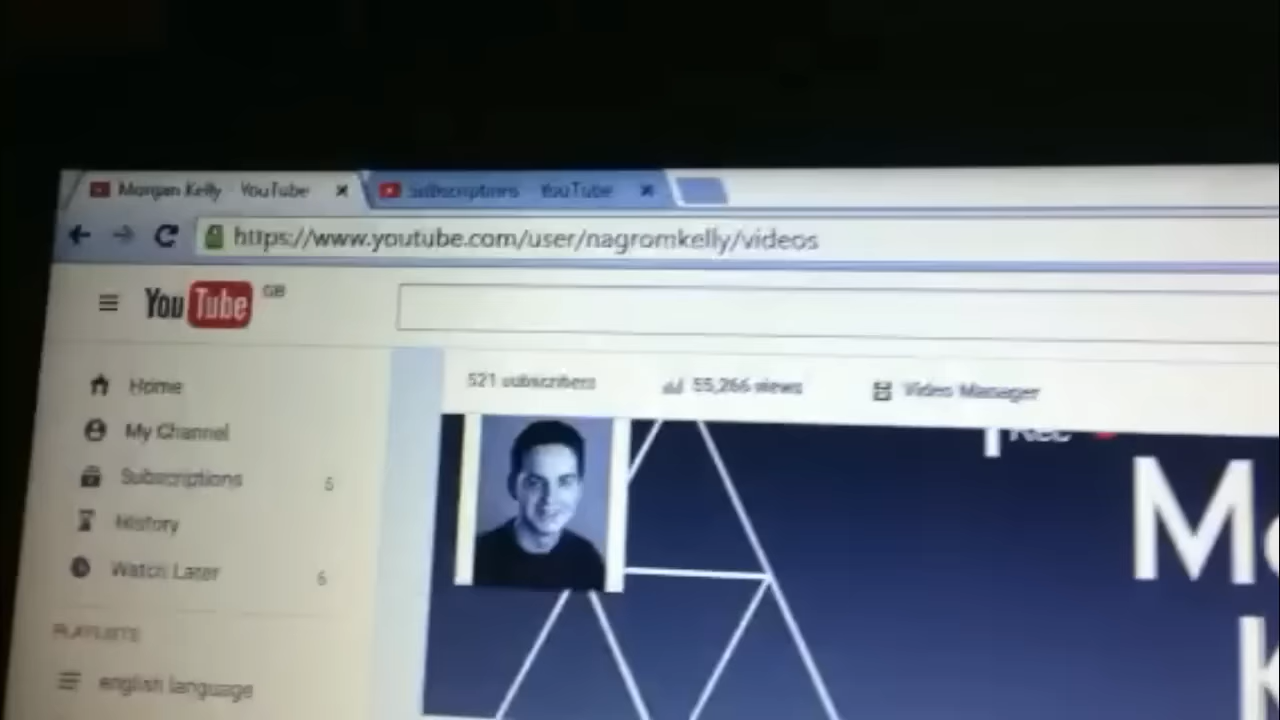 Morgan Kelly - YouTube
Subscriptions - YouTube
https://www.youtube.com/user/nagromkelly/videos
YouTube GB
521 subscribers
55,266 views
Video Manager
Home
My Channel
Subscriptions 5
History
Watch Later 6
PLAYLISTS
english language
M
K